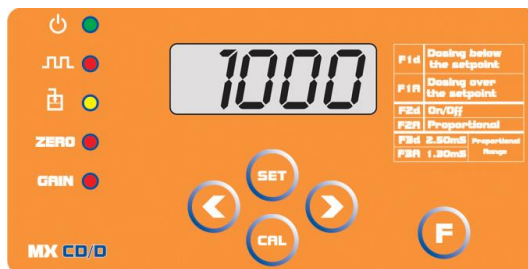 1000
F1d Dosing below the setpoint
F1A Dosing over the setpoint
F2d On/Off
F2A Proportional
F3d 2.50mS Proportional
F3A 1.30mS Range
ZERO
GAIN
SET
CAL
F
MX CD/D